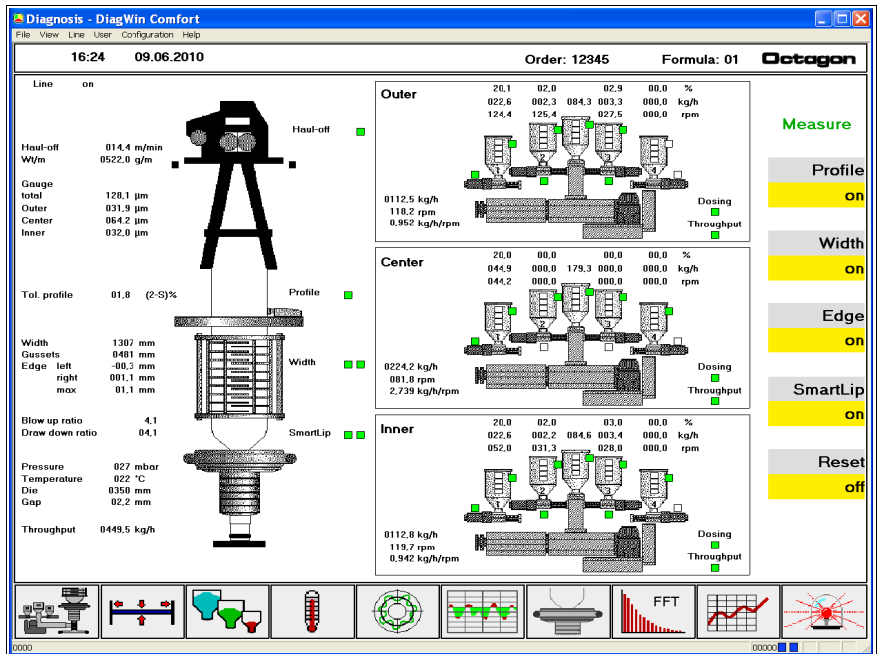 Diagnosis - DiagWin Comfort
File View Line User Configuration Help
16:24 09.06.2010 Order: 12345 Formula: 01 Octagon
Line on
Haul-off
Haul-off 014,4 m/min
Wt/m 0522,0 g/m
Gauge
total 128,1 µm
Outer 031,9 µm
Center 064,2 µm
Inner 032,0 µm
Tol. profile 01,8 (2-S)%
Profile
Width 1307 mm
Gussets 0481 mm
Edge left -00,3 mm
right 001,1 mm
max 01,1 mm
Width
Blow up ratio 4,1
Draw down ratio 04,1
SmartLip
Pressure 027 mbar
Temperature 022 °C
Die 0350 mm
Gap 02,2 mm
Throughput 0449,5 kg/h
Outer
20,1 02,0 02,9 00,0 %
022,6 002,3 084,3 003,3 000,0 kg/h
124,4 125,4 027,5 000,0 rpm
1 2 3 4
0112,5 kg/h
118,2 rpm
0,952 kg/h/rpm
Dosing
Throughput
Center
20,0 00,0 00,0 00,0 %
044,9 000,0 179,3 000,0 000,0 kg/h
044,2 000,0 000,0 000,0 rpm
1 2 3 4
0224,2 kg/h
081,8 rpm
2,739 kg/h/rpm
Dosing
Throughput
Inner
20,0 02,0 03,0 00,0 %
022,6 002,2 084,6 003,4 000,0 kg/h
052,0 031,3 028,0 000,0 rpm
1 2 3 4
0112,8 kg/h
119,7 rpm
0,942 kg/h/rpm
Dosing
Throughput
Measure
Profile
on
Width
on
Edge
on
SmartLip
on
Reset
off
FFT
0000 00000